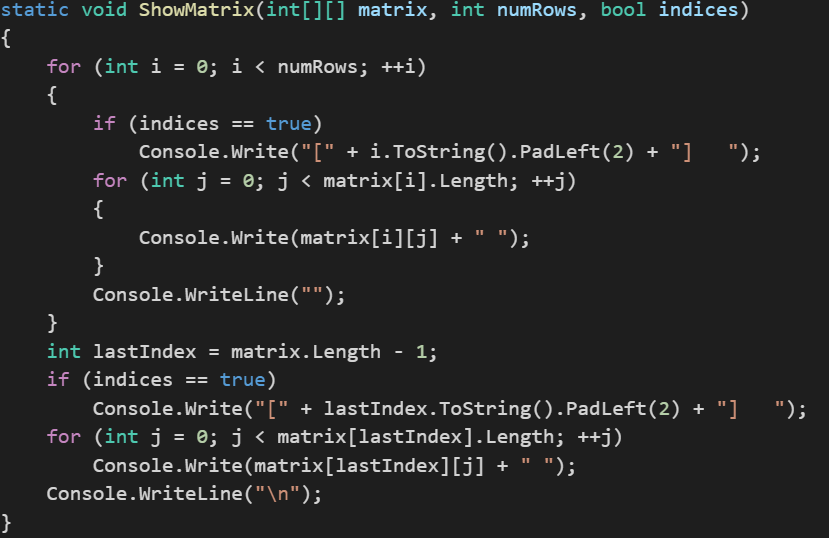 static void ShowMatrix(int[][] matrix, int numRows, bool indices)
{
    for (int i = 0; i < numRows; ++i)
    {
        if (indices == true)
            Console.Write("[" + i.ToString().PadLeft(2) + "]   ");
        for (int j = 0; j < matrix[i].Length; ++j)
        {
            Console.Write(matrix[i][j] + " ");
        }
        Console.WriteLine("");
    }
    int lastIndex = matrix.Length - 1;
    if (indices == true)
        Console.Write("[" + lastIndex.ToString().PadLeft(2) + "]   ");
    for (int j = 0; j < matrix[lastIndex].Length; ++j)
        Console.Write(matrix[lastIndex][j] + " ");
    Console.WriteLine("\n");
}